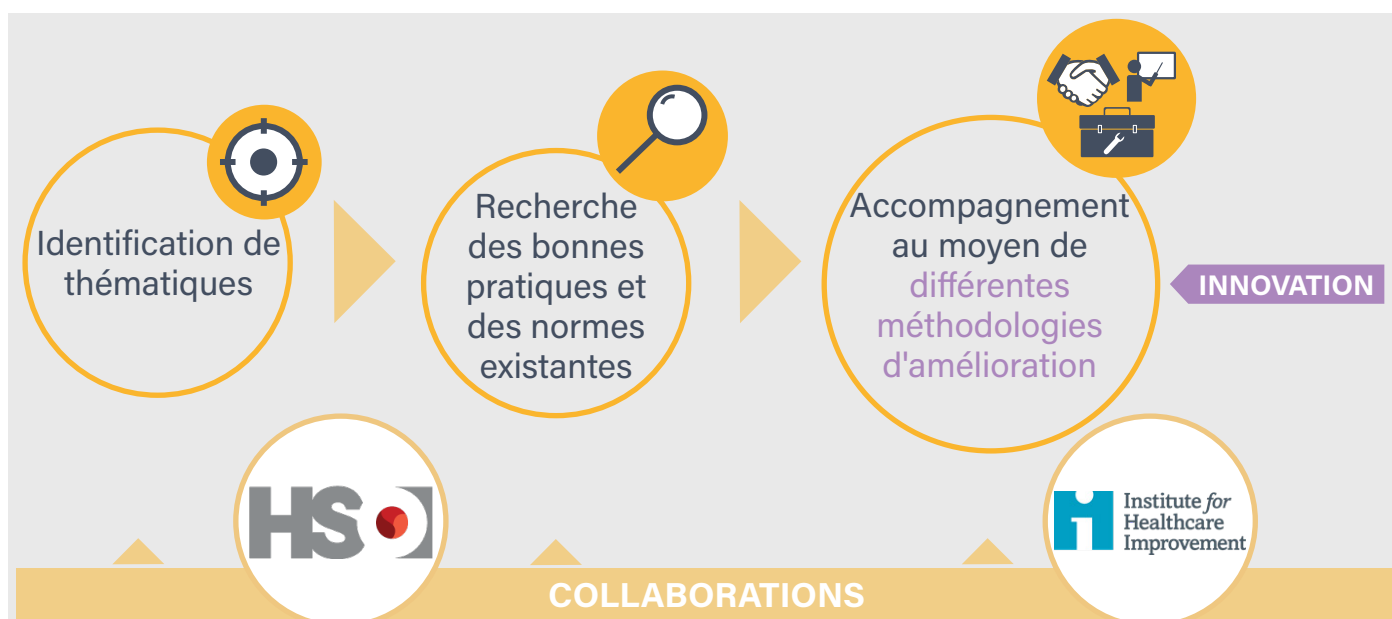 Identification de
thématiques
Recherche
des bonnes
pratiques et
des normes
existantes
Accompagnement
au moyen de
différentes
méthodologies
d'amélioration
INNOVATION
HSO
Institute for
Healthcare
Improvement
COLLABORATIONS